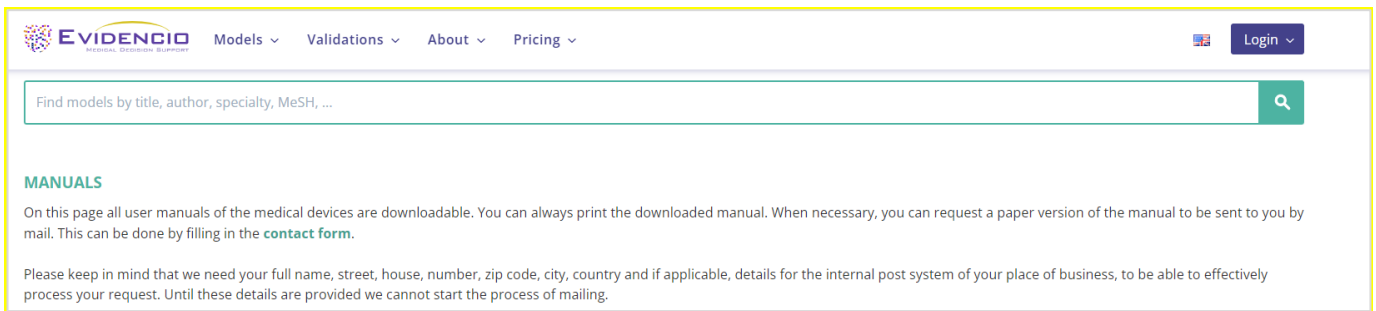 EVIDENCIO
MEDICAL DECISION SUPPORT
Models
Validations
About
Pricing
Login
Find models by title, author, specialty, MeSH, ...
MANUALS
On this page all user manuals of the medical devices are downloadable. You can always print the downloaded manual. When necessary, you can request a paper version of the manual to be sent to you by
mail. This can be done by filling in the contact form.
Please keep in mind that we need your full name, street, house, number, zip code, city, country and if applicable, details for the internal post system of your place of business, to be able to effectively
process your request. Until these details are provided we cannot start the process of mailing.